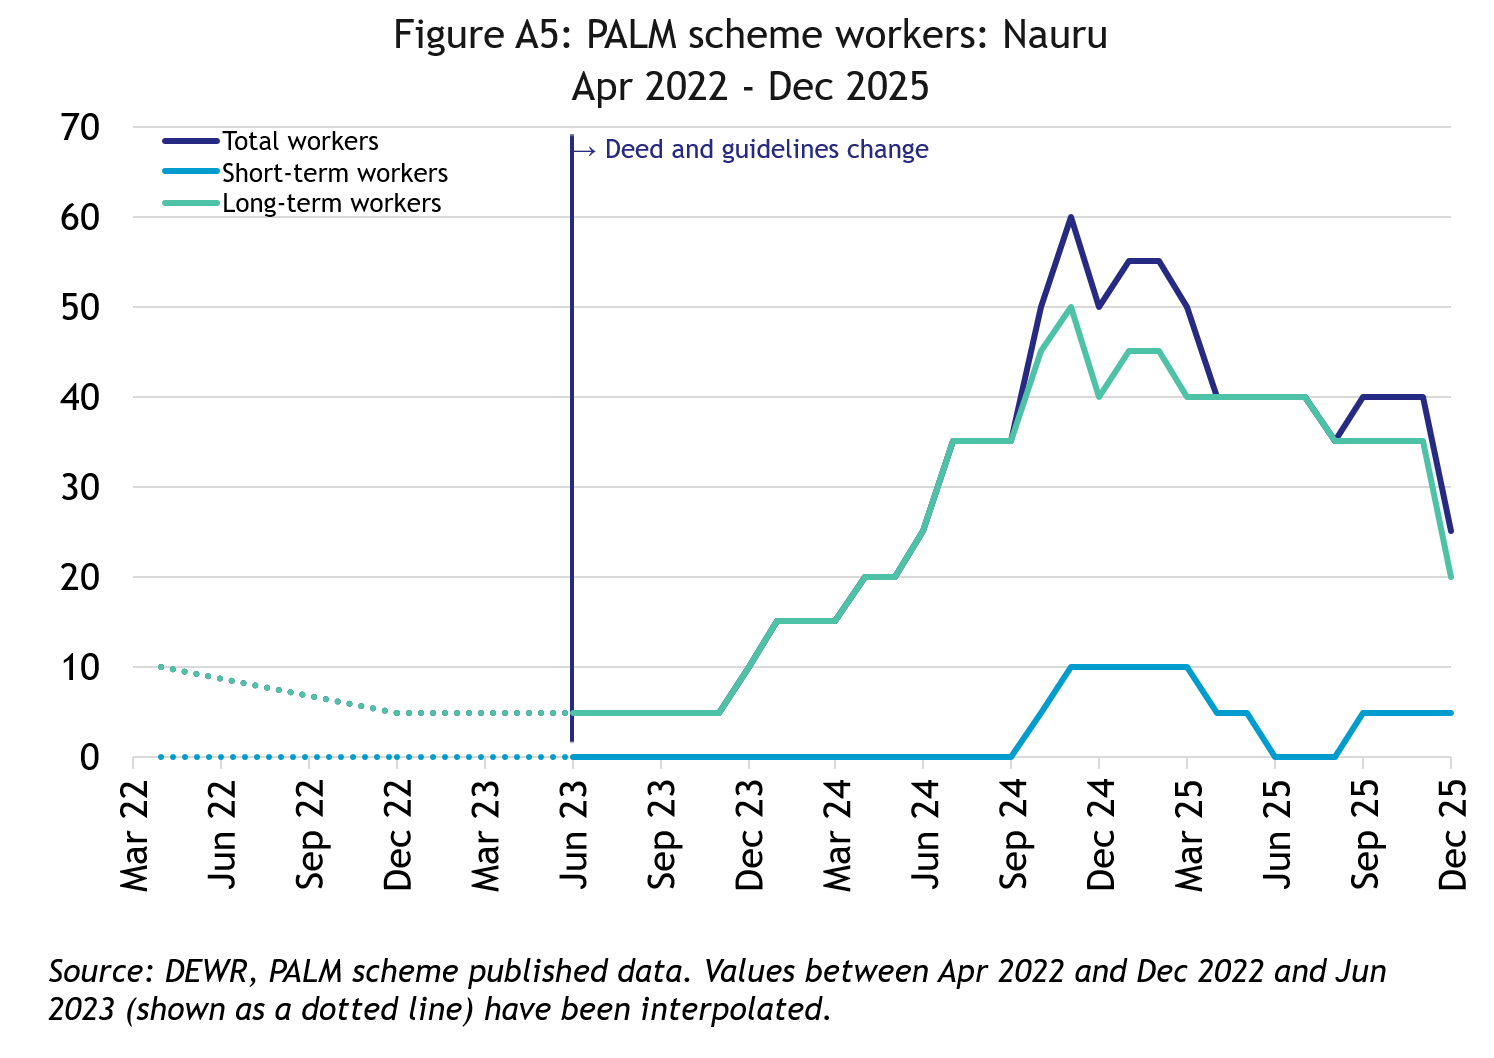 Figure A5: PALM scheme workers: Nauru
Apr 2022 - Dec 2025
70
60
50
40
30
20
10
0
Total workers
Short-term workers
Long-term workers
→ Deed and guidelines change
Mar 22
Jun 22
Sep 22
Dec 22
Mar 23
Jun 23
Sep 23
Dec 23
Mar 24
Jun 24
Sep 24
Dec 24
Mar 25
Jun 25
Sep 25
Dec 25
Source: DEWR, PALM scheme published data. Values between Apr 2022 and Dec 2022 and Jun
2023 (shown as a dotted line) have been interpolated.